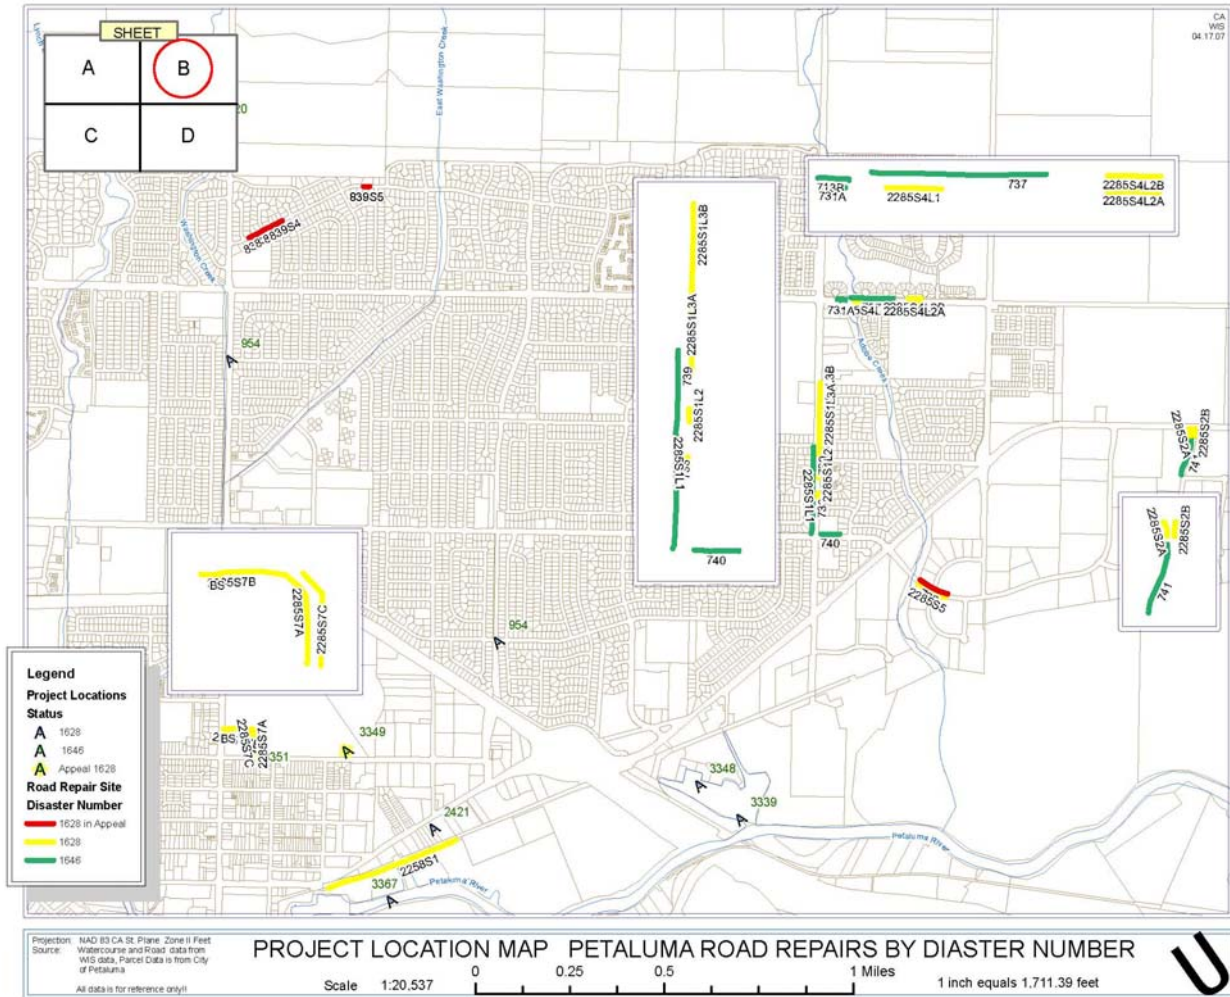 SHEET
A
B
C
D
CA
WIS
04.17.07
East Washington Creek
Washington Creek
Adobe Creek
20
839S5
839S4
713B
731A
737
2285S4L1
2285S4L2B
2285S4L2A
731A
2285S4L2A
2285S1L3B
2285S1L3A
739
2285S1L2
2285S1L1
740
2285S1L3A
2285S1L2
2285S1L1
740
2285S2A
2285S2B
2285S2A
2285S2B
741
2285S5
954
954
2285S7A
2285S7C
2285S7A
2285S7C
351
3349
3348
3339
2421
2258S1
3367
Petaluma River
Petaluma River
Legend
Project Locations
Status
A 1628
A 1646
A Appeal 1628
Road Repair Site
Disaster Number
1628 in Appeal
1628
1646
Projection: NAD 83 CA St. Plane Zone II Feet
Source: Watercourse and Road data from
WIS data, Parcel Data is from City
of Petaluma
All data is for reference only!!
PROJECT LOCATION MAP PETALUMA ROAD REPAIRS BY DIASTER NUMBER
Scale 1:20,537
0 0.25 0.5 1 Miles
1 inch equals 1,711.39 feet